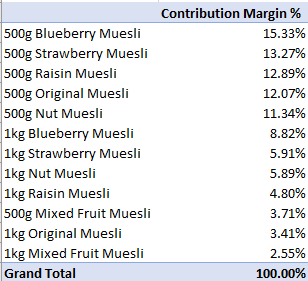 Contribution Margin %
500g Blueberry Muesli 15.33%
500g Strawberry Muesli 13.27%
500g Raisin Muesli 12.89%
500g Original Muesli 12.07%
500g Nut Muesli 11.34%
1kg Blueberry Muesli 8.82%
1kg Strawberry Muesli 5.91%
1kg Nut Muesli 5.89%
1kg Raisin Muesli 4.80%
500g Mixed Fruit Muesli 3.71%
1kg Original Muesli 3.41%
1kg Mixed Fruit Muesli 2.55%
Grand Total 100.00%